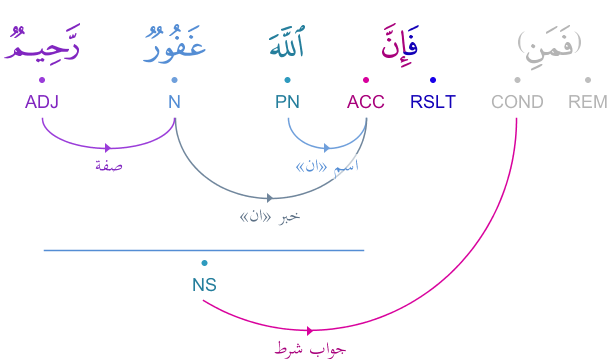 (فَمَنِ) فَإِنَّ ٱللَّهَ غَفُورٌ رَّحِيمٌ
REM COND RSLT ACC PN N ADJ
اسم «ان» صفة
خبر «ان»
NS
جواب شرط